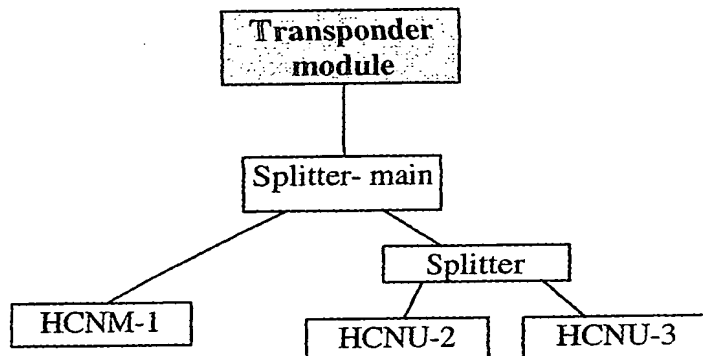 Transponder
module
Splitter- main
Splitter
HCNM-1
HCNU-2
HCNU-3